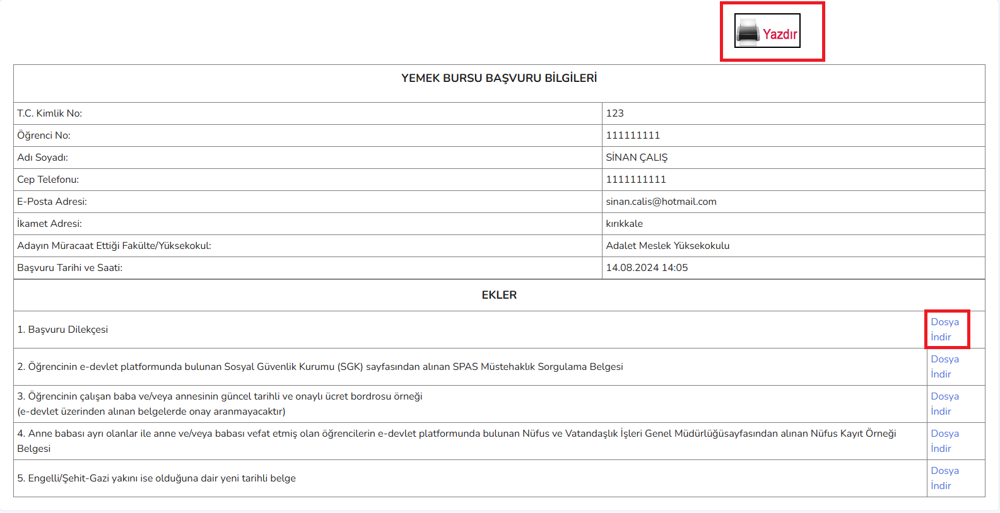 Yazdır
YEMEK BURSU BAŞVURU BİLGİLERİ
T.C. Kimlik No: 123
Öğrenci No: 111111111
Adı Soyadı: SİNAN ÇALIŞ
Cep Telefonu: 1111111111
E-Posta Adresi: sinan.calis@hotmail.com
İkamet Adresi: kırıkkale
Adayın Müracaat Ettiği Fakülte/Yüksekokul: Adalet Meslek Yüksekokulu
Başvuru Tarihi ve Saati: 14.08.2024 14:05
EKLER
1. Başvuru Dilekçesi
Dosya
İndir
2. Öğrencinin e-devlet platformunda bulunan Sosyal Güvenlik Kurumu (SGK) sayfasından alınan SPAS Müstehaklık Sorgulama Belgesi
Dosya
İndir
3. Öğrencinin çalışan baba ve/veya annesinin güncel tarihli ve onaylı ücret bordrosu örneği
(e-devlet üzerinden alınan belgelerde onay aranmayacaktır)
Dosya
İndir
4. Anne babası ayrı olanlar ile anne ve/veya babası vefat etmiş olan öğrencilerin e-devlet platformunda bulunan Nüfus ve Vatandaşlık İşleri Genel Müdürlüğüsayfasından alınan Nüfus Kayıt Örneği
Belgesi
Dosya
İndir
5. Engelli/Şehit-Gazi yakını ise olduğuna dair yeni tarihli belge
Dosya
İndir